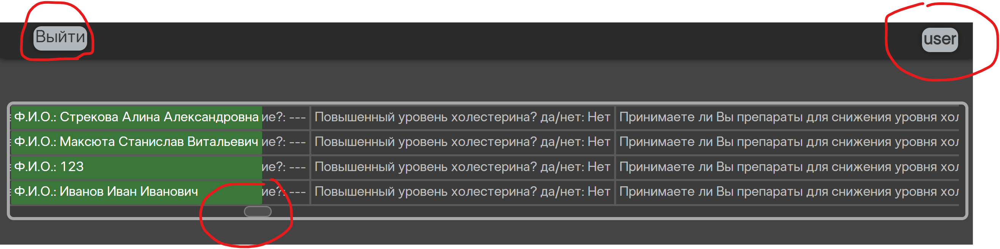 Выйти
user
Ф.И.О.: Стрекова Алина Александровна ие?: --- Повышенный уровень холестерина? да/нет: Нет Принимаете ли Вы препараты для снижения уровня хол
Ф.И.О.: Максюта Станислав Витальевич ие?: --- Повышенный уровень холестерина? да/нет: Нет Принимаете ли Вы препараты для снижения уровня хол
Ф.И.О.: 123 ие?: --- Повышенный уровень холестерина? да/нет: Нет Принимаете ли Вы препараты для снижения уровня хол
Ф.И.О.: Иванов Иван Иванович ие?: --- Повышенный уровень холестерина? да/нет: Нет Принимаете ли Вы препараты для снижения уровня хол